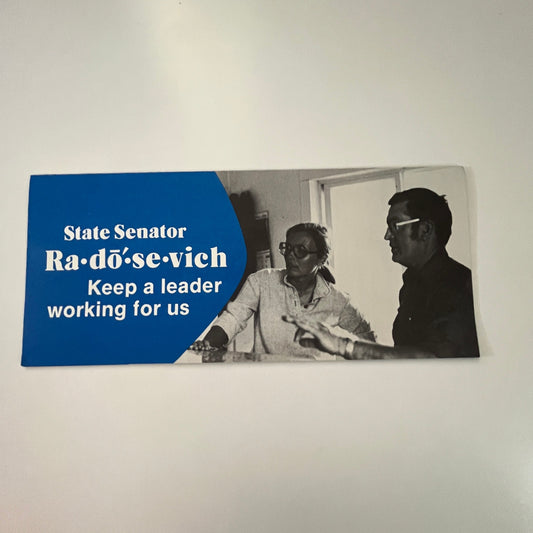 State Senator
Ra•dō′•se•vich
Keep a leader
working for us